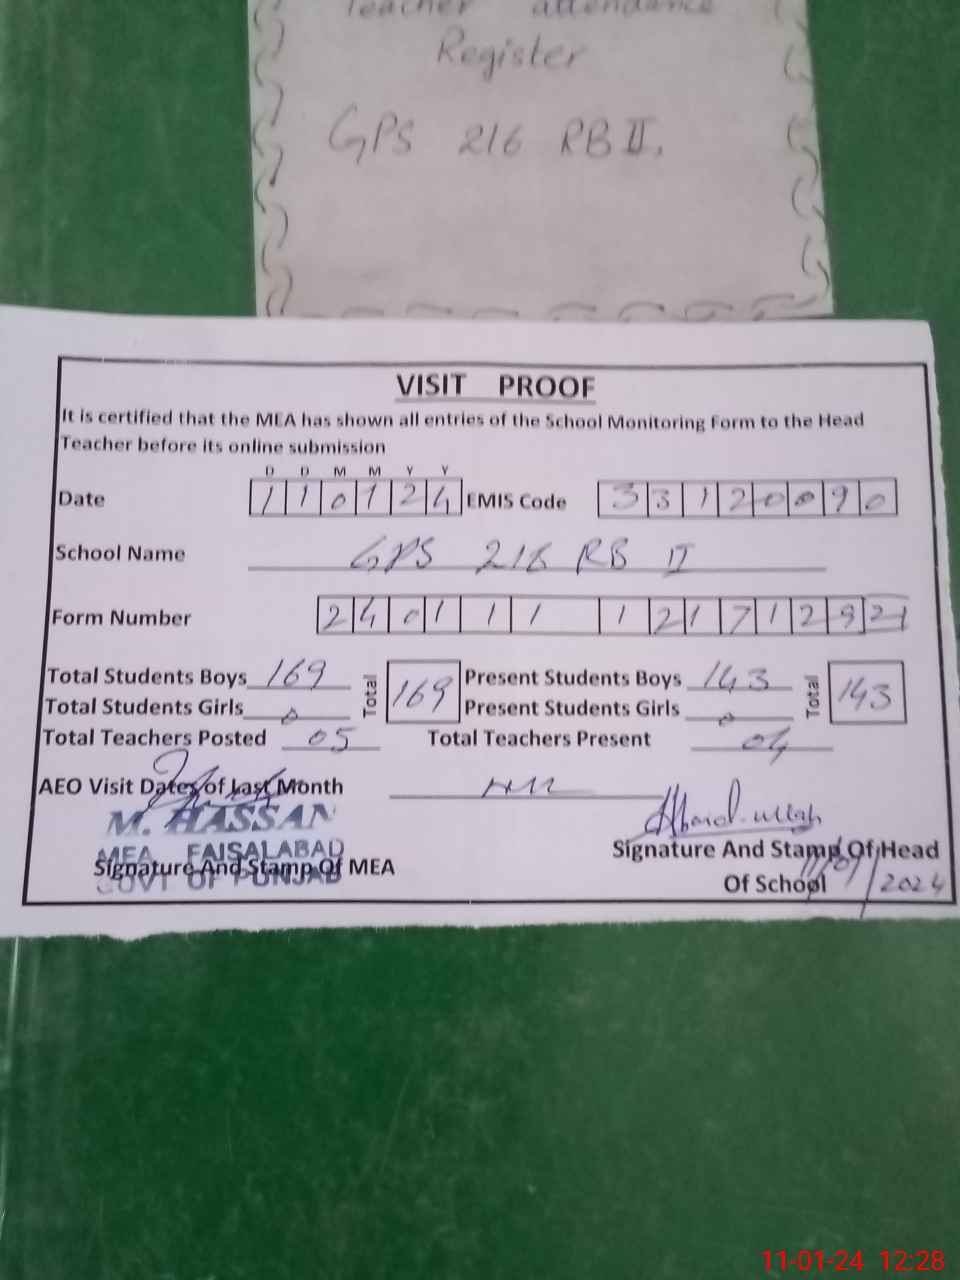 Teacher attendance
Register
GPS 216 RB II.
VISIT PROOF
It is certified that the MEA has shown all entries of the School Monitoring Form to the Head
Teacher before its online submission
D D M M Y Y
Date 1 1 0 1 2 4 EMIS Code 3 3 1 2 0 0 9 0
School Name GPS 216 RB II
Form Number 2 4 0 1 1 1 1 2 1 7 1 2 9 2
Total Students Boys 169 Total 169 Present Students Boys 143 Total 143
Total Students Girls 0 Present Students Girls 0
Total Teachers Posted 05 Total Teachers Present 04
AEO Visit Dates of Last Month
M. HASSAN
MEA FAISALABAD
GOVT OF PUNJAB
Signature And Stamp Of MEA
Signature And Stamp Of Head
Of School
11/01/2024
11-01-24 12:28